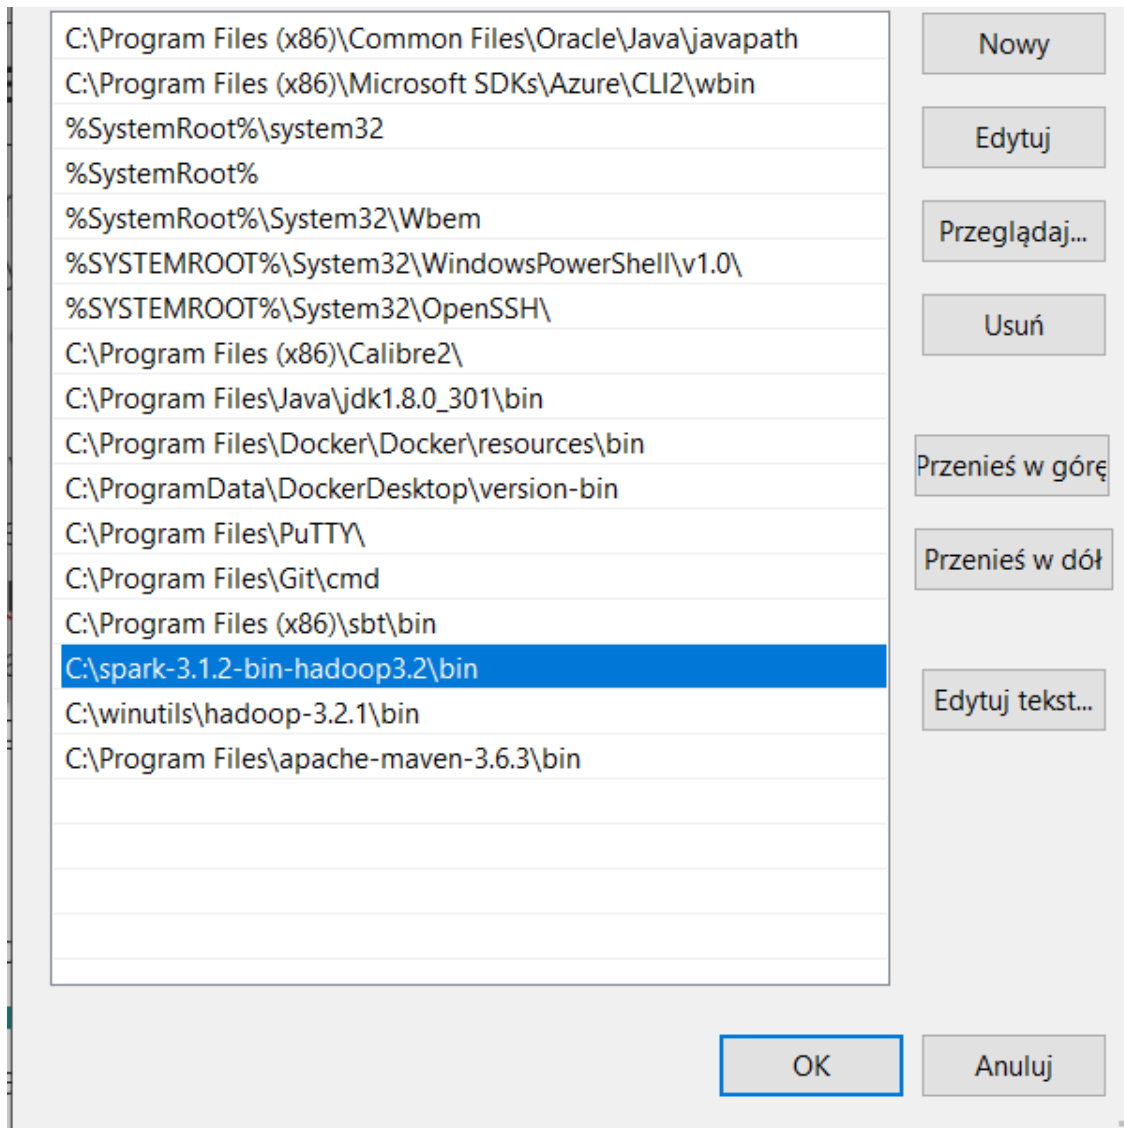 C:\Program Files (x86)\Common Files\Oracle\Java\javapath
C:\Program Files (x86)\Microsoft SDKs\Azure\CLI2\wbin
%SystemRoot%\system32
%SystemRoot%
%SystemRoot%\System32\Wbem
%SYSTEMROOT%\System32\WindowsPowerShell\v1.0\
%SYSTEMROOT%\System32\OpenSSH\
C:\Program Files (x86)\Calibre2\
C:\Program Files\Java\jdk1.8.0_301\bin
C:\Program Files\Docker\Docker\resources\bin
C:\ProgramData\DockerDesktop\version-bin
C:\Program Files\PuTTY\
C:\Program Files\Git\cmd
C:\Program Files (x86)\sbt\bin
C:\spark-3.1.2-bin-hadoop3.2\bin
C:\winutils\hadoop-3.2.1\bin
C:\Program Files\apache-maven-3.6.3\bin
Nowy
Edytuj
Przeglądaj...
Usuń
Przenieś w górę
Przenieś w dół
Edytuj tekst...
OK
Anuluj